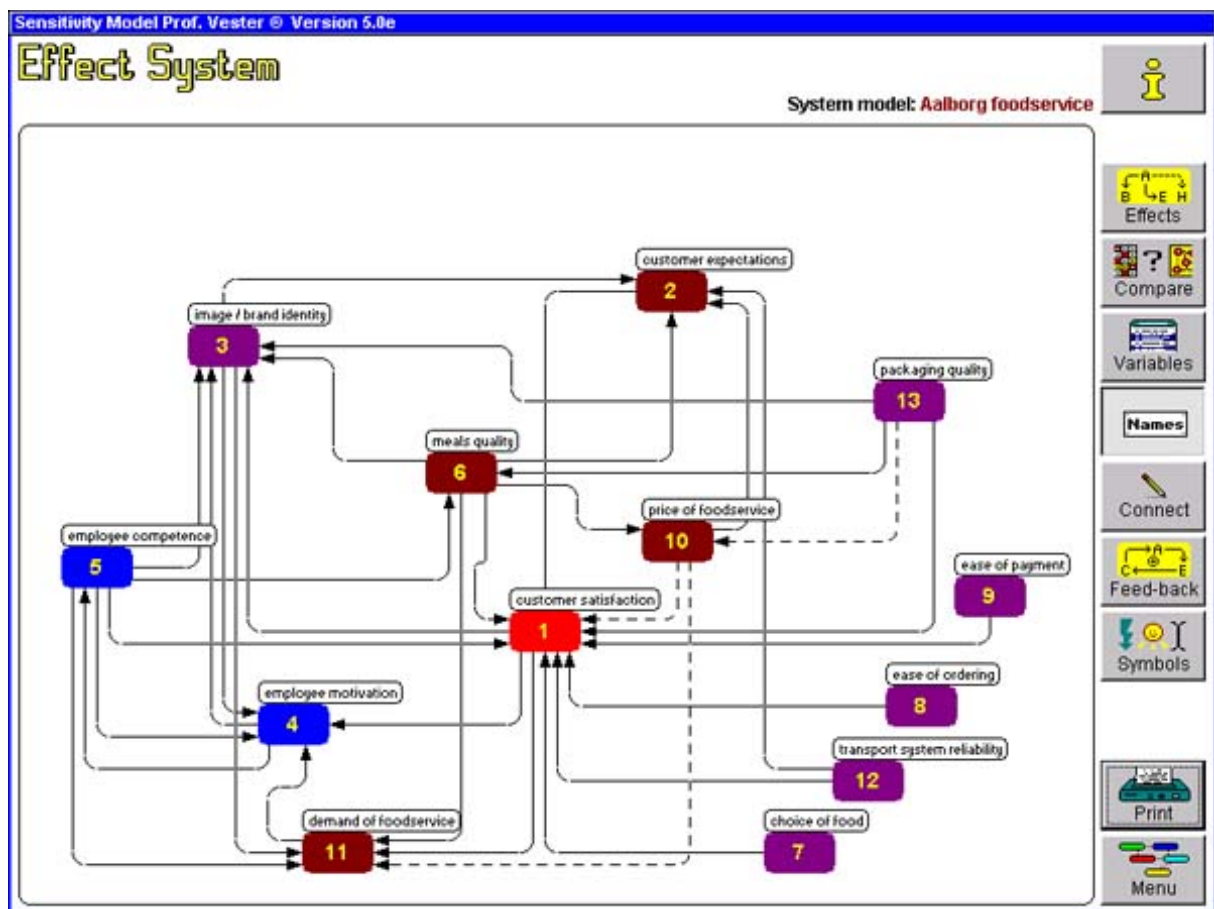 Sensitivity Model Prof. Vester ® Version 5.0e
Effect System
System model: Aalborg foodservice
customer expectations
2
image / brand identity
3
packaging quality
13
meals quality
6
price of foodservice
10
employee competence
5
ease of payment
9
customer satisfaction
1
ease of ordering
8
employee motivation
4
transport system reliability
12
demand of foodservice
11
choice of food
7
i
A
B E H
Effects
?
Compare
Variables
Names
Connect
A
C E
Feed-back
Symbols
Print
Menu